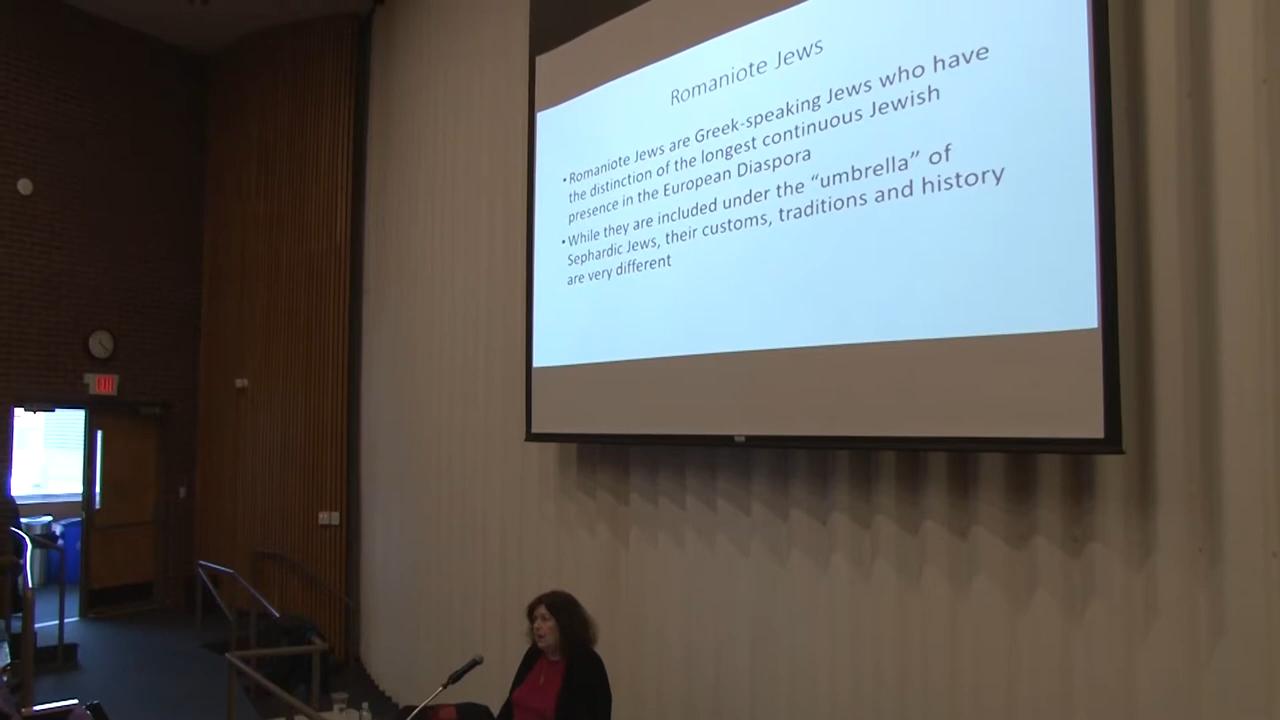 Romaniote Jews
•Romaniote Jews are Greek-speaking Jews who have
the distinction of the longest continuous Jewish
presence in the European Diaspora
•While they are included under the “umbrella” of
Sephardic Jews, their customs, traditions and history
are very different
EXIT